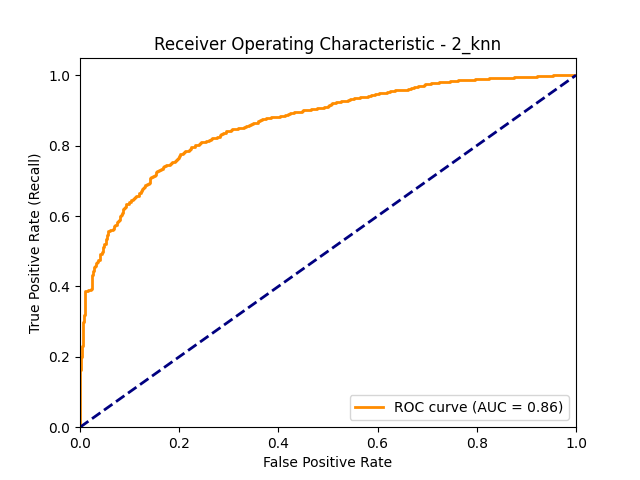 Receiver Operating Characteristic - 2_knn
1.0
0.8
0.6
0.4
0.2
0.0
True Positive Rate (Recall)
ROC curve (AUC = 0.86)
0.0 0.2 0.4 0.6 0.8 1.0
False Positive Rate